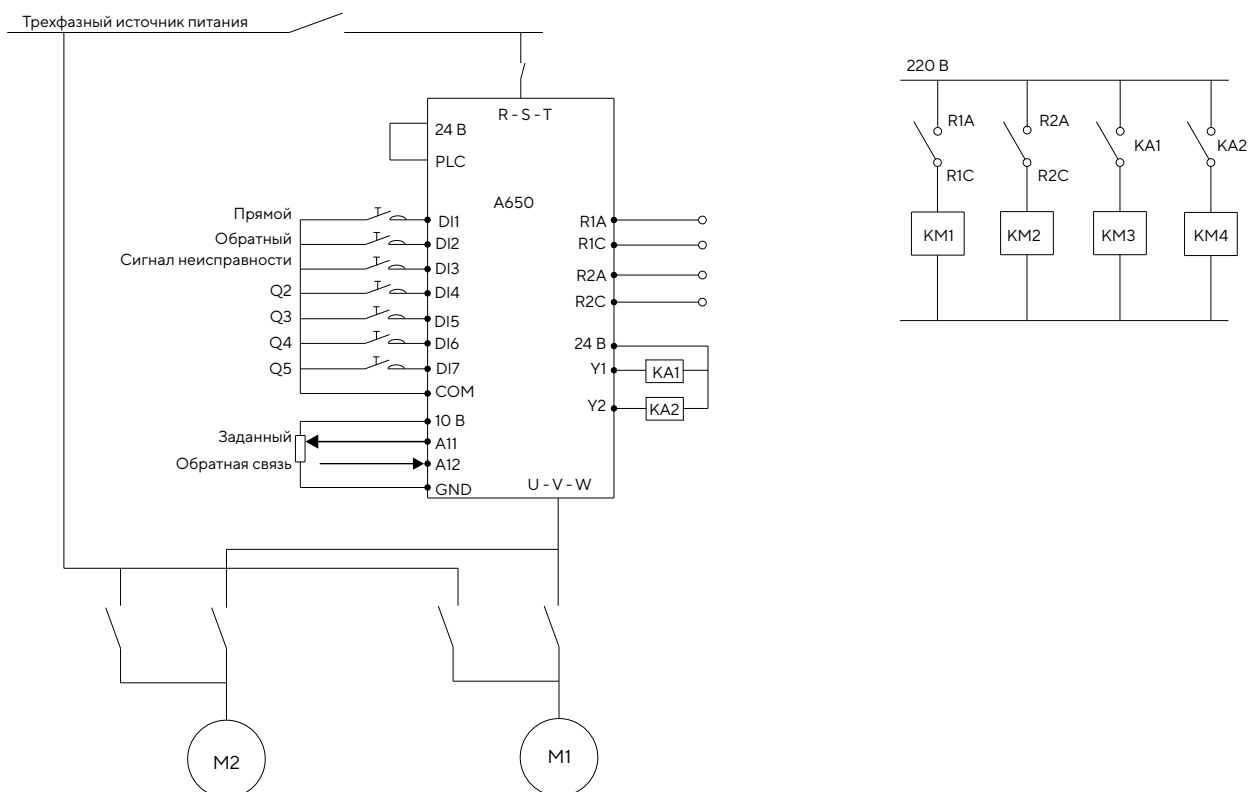 Трехфазный источник питания
220 В
R - S - T
24 В
PLC
A650
Прямой
DI1
Обратный
DI2
Сигнал неисправности
DI3
Q2
DI4
Q3
DI5
Q4
DI6
Q5
DI7
COM
10 В
Заданный
A11
Обратная связь
A12
GND
U - V - W
R1A
R1C
R2A
R2C
24 В
Y1
KA1
Y2
KA2
R1A
R2A
KA1
KA2
R1C
R2C
KM1
KM2
KM3
KM4
M2
M1